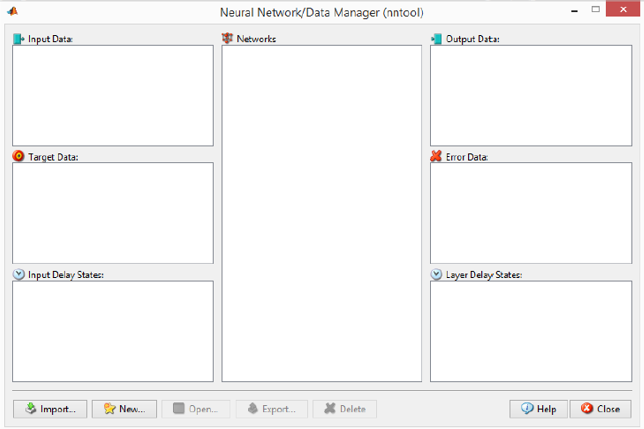 Neural Network/Data Manager (nntool)
Input Data:
Networks
Output Data:
Target Data:
Error Data:
Input Delay States:
Layer Delay States:
Import...
New...
Open...
Export...
Delete
Help
Close